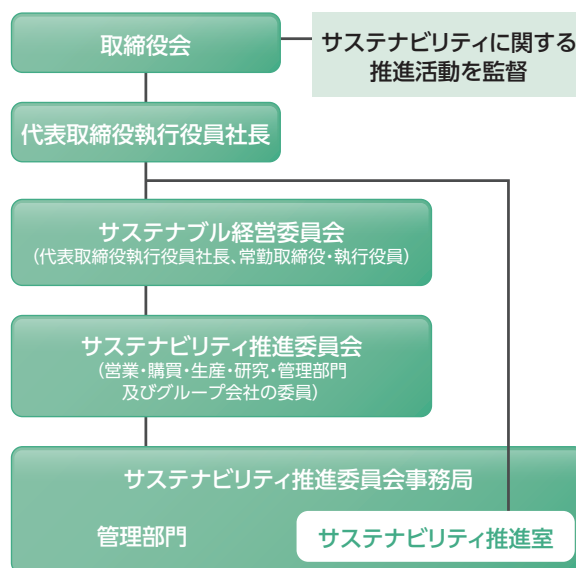 取締役会
サステナビリティに関する
推進活動を監督
代表取締役執行役員社長
サステナブル経営委員会
（代表取締役執行役員社長、常勤取締役・執行役員）
サステナビリティ推進委員会
（営業・購買・生産・研究・管理部門
及びグループ会社の委員）
サステナビリティ推進委員会事務局
管理部門
サステナビリティ推進室